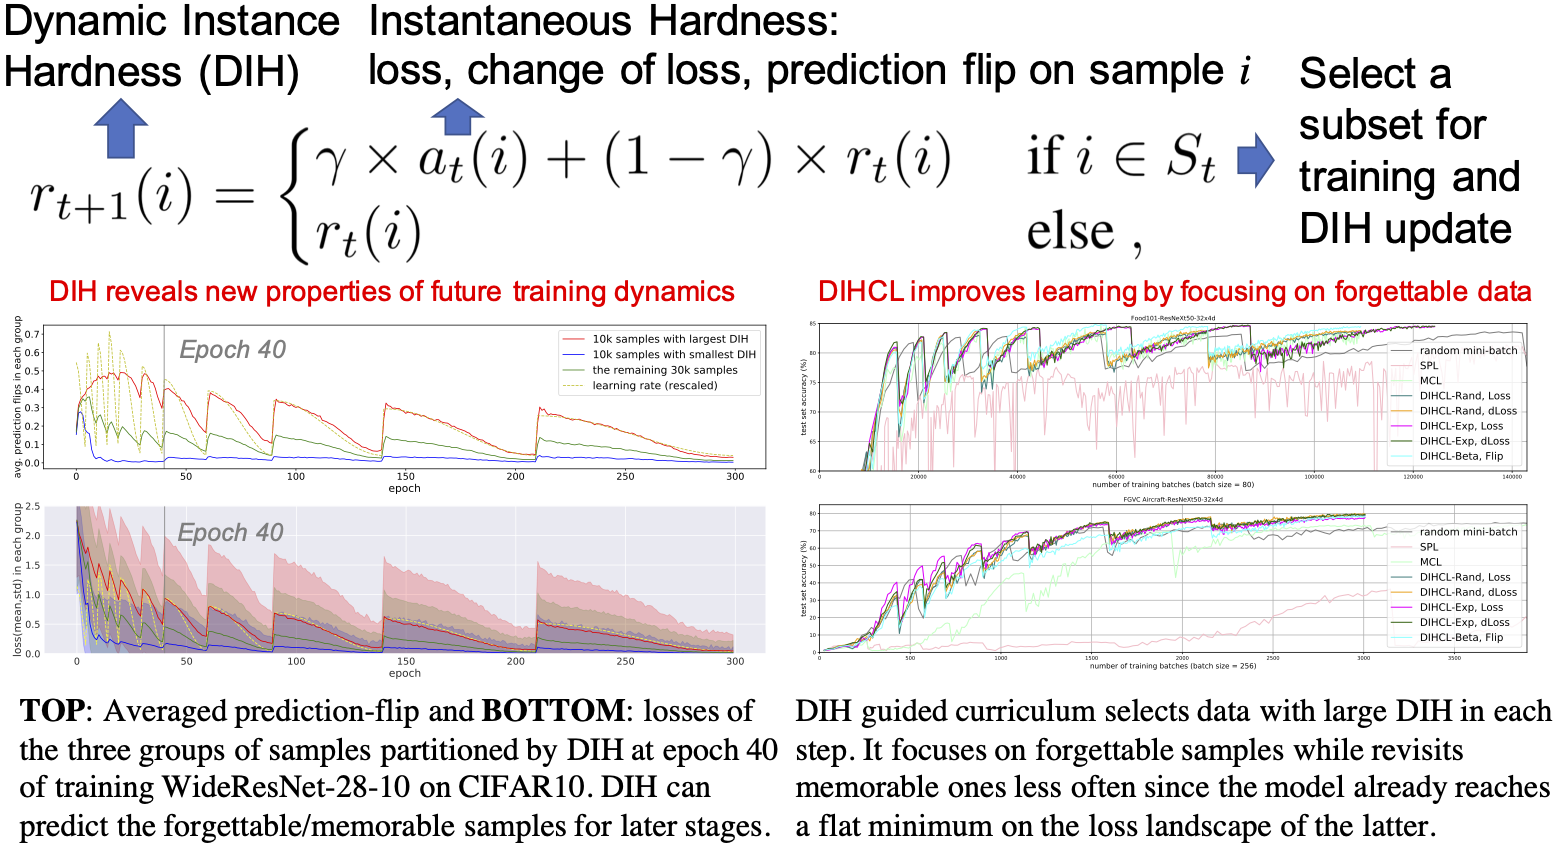 Dynamic Instance
Hardness (DIH)
Instantaneous Hardness:
loss, change of loss, prediction flip on sample i
Select a
subset for
training and
DIH update
r_{t+1}(i) = { γ × a_t(i) + (1 − γ) × r_t(i)    if i ∈ S_t
r_t(i)    else ,
DIH reveals new properties of future training dynamics
avg. prediction flips in each group
0.7
0.6
0.5
0.4
0.3
0.2
0.1
0.0
Epoch 40
10k samples with largest DIH
10k samples with smallest DIH
the remaining 30k samples
learning rate (rescaled)
0 50 100 150 200 250 300
epoch
loss(mean,std) in each group
2.5
2.0
1.5
1.0
0.5
0.0
Epoch 40
0 50 100 150 200 250 300
epoch
TOP: Averaged prediction-flip and BOTTOM: losses of
the three groups of samples partitioned by DIH at epoch 40
of training WideResNet-28-10 on CIFAR10. DIH can
predict the forgettable/memorable samples for later stages.
DIHCL improves learning by focusing on forgettable data
Food101-ResNeXt50-32x4d
test set accuracy (%)
85
80
75
70
65
60
random mini-batch
SPL
MCL
DIHCL-Rand, Loss
DIHCL-Rand, dLoss
DIHCL-Exp, Loss
DIHCL-Exp, dLoss
DIHCL-Beta, Flip
0 20000 40000 60000 80000 100000 120000 140000
number of training batches (batch size = 80)
FGVC Aircraft-ResNeXt50-32x4d
test set accuracy (%)
80
70
60
50
40
30
20
10
0
random mini-batch
SPL
MCL
DIHCL-Rand, Loss
DIHCL-Rand, dLoss
DIHCL-Exp, Loss
DIHCL-Exp, dLoss
DIHCL-Beta, Flip
0 500 1000 1500 2000 2500 3000 3500
number of training batches (batch size = 256)
DIH guided curriculum selects data with large DIH in each
step. It focuses on forgettable samples while revisits
memorable ones less often since the model already reaches
a flat minimum on the loss landscape of the latter.